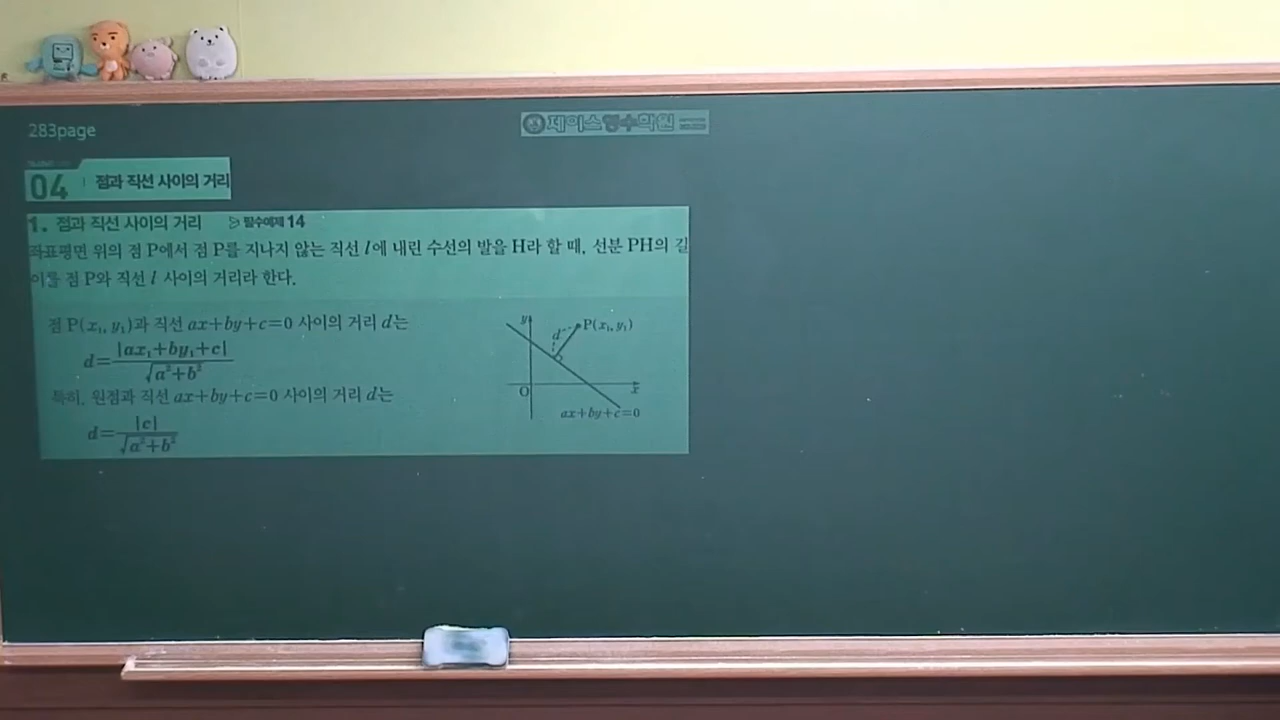 283page
제이스영수학원
04 점과 직선 사이의 거리
1. 점과 직선 사이의 거리 필수예제 14
좌표평면 위의 점 P에서 점 P를 지나지 않는 직선 l에 내린 수선의 발을 H라 할 때, 선분 PH의 길
이를 점 P와 직선 l 사이의 거리라 한다.
점 P(x₁, y₁)과 직선 ax+by+c=0 사이의 거리 d는
d=|ax₁+by₁+c|/√(a²+b²)
특히, 원점과 직선 ax+by+c=0 사이의 거리 d는
d=|c|/√(a²+b²)
y
d
P(x₁, y₁)
O
x
ax+by+c=0